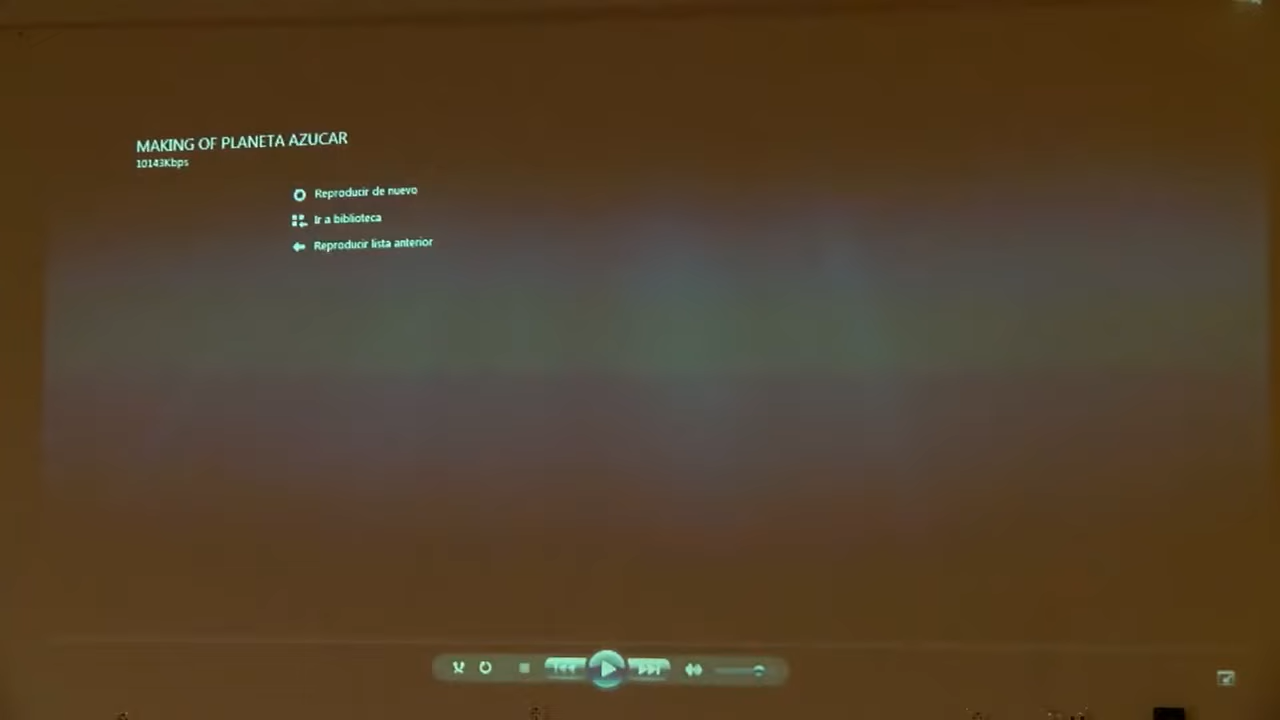 MAKING OF PLANETA AZUCAR
10143Kbps
Reproducir de nuevo
Ir a biblioteca
Reproducir lista anterior